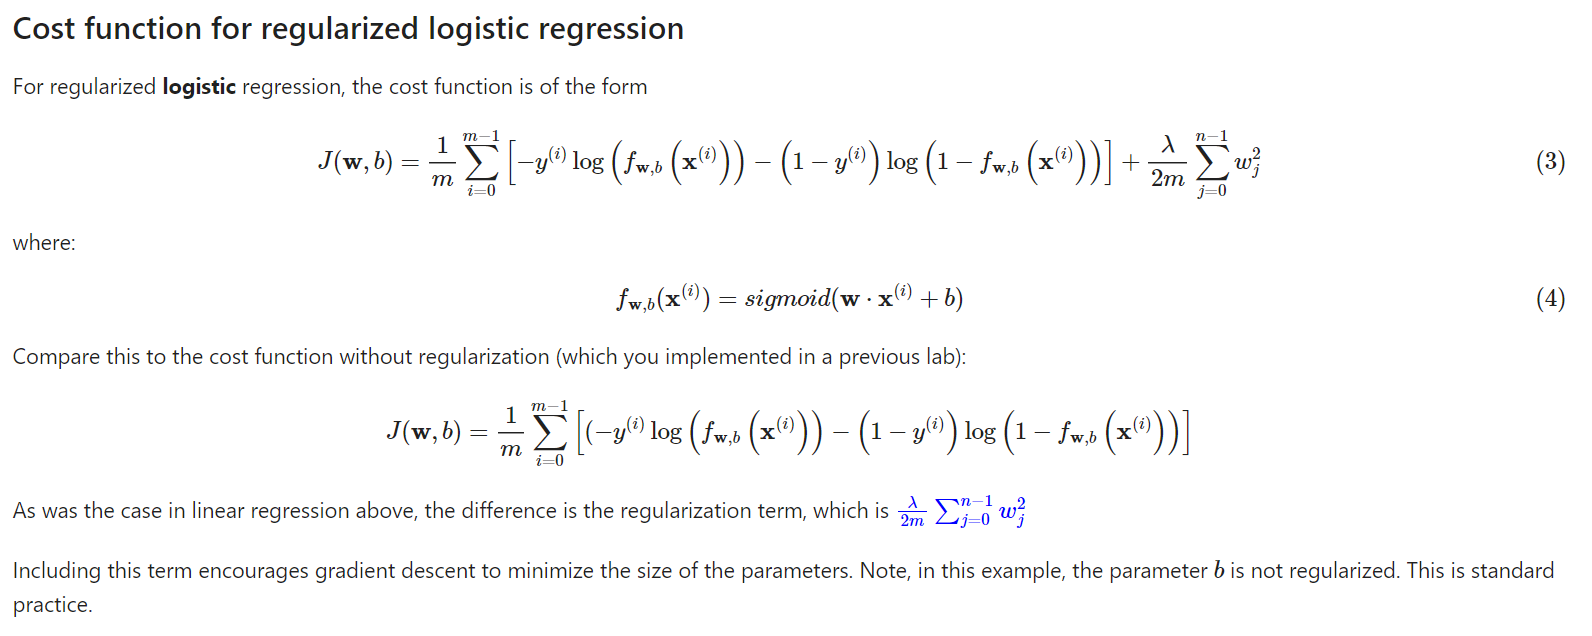 Cost function for regularized logistic regression
For regularized logistic regression, the cost function is of the form
$$J(\mathbf{w},b) = \frac{1}{m} \sum_{i=0}^{m-1} \left[ -y^{(i)} \log\left(f_{\mathbf{w},b}\left( \mathbf{x}^{(i)} \right) \right) - \left( 1 - y^{(i)}\right) \log \left( 1 - f_{\mathbf{w},b}\left( \mathbf{x}^{(i)} \right) \right) \right] + \frac{\lambda}{2m} \sum_{j=0}^{n-1} w_j^2 \tag{3}$$
where:
$$f_{\mathbf{w},b}(\mathbf{x}^{(i)}) = sigmoid(\mathbf{w} \cdot \mathbf{x}^{(i)} + b) \tag{4}$$
Compare this to the cost function without regularization (which you implemented in a previous lab):
$$J(\mathbf{w},b) = \frac{1}{m} \sum_{i=0}^{m-1} \left[ (-y^{(i)} \log\left(f_{\mathbf{w},b}\left( \mathbf{x}^{(i)} \right) \right) - \left( 1 - y^{(i)}\right) \log \left( 1 - f_{\mathbf{w},b}\left( \mathbf{x}^{(i)} \right) \right) \right]$$
As was the case in linear regression above, the difference is the regularization term, which is $\frac{\lambda}{2m} \sum_{j=0}^{n-1} w_j^2$
Including this term encourages gradient descent to minimize the size of the parameters. Note, in this example, the parameter $b$ is not regularized. This is standard
practice.